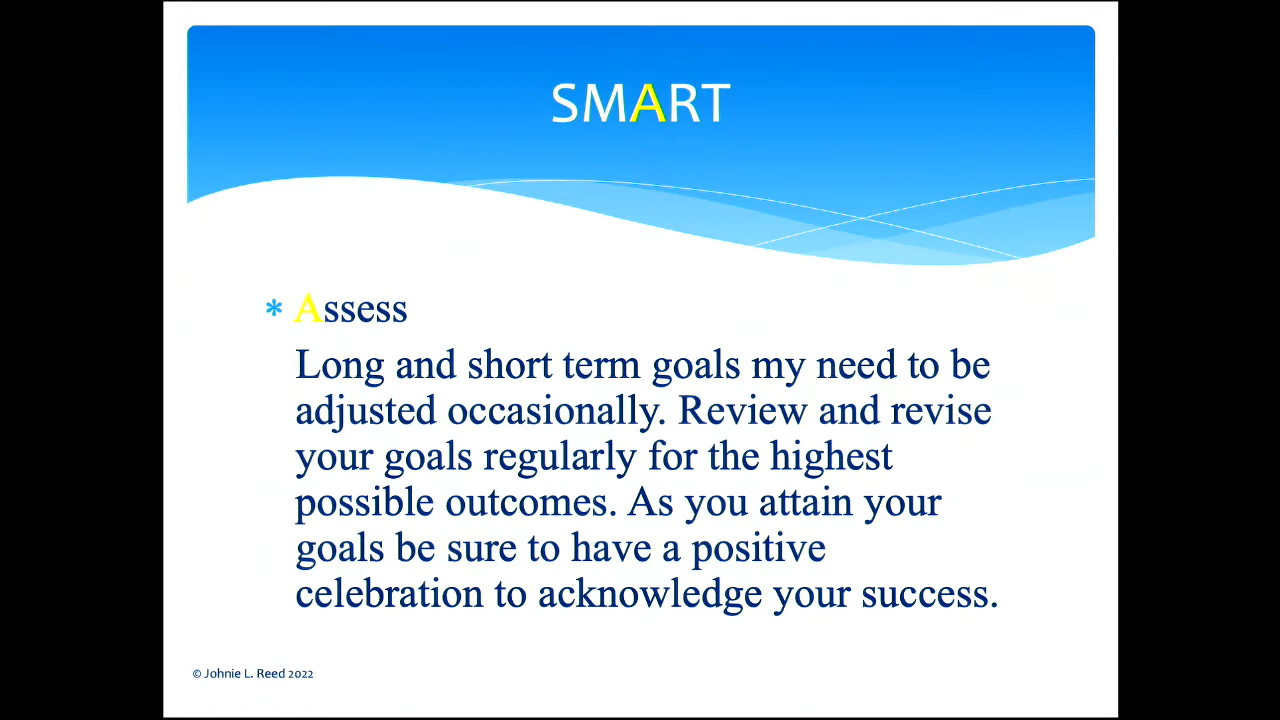 SMART
* Assess
Long and short term goals my need to be
adjusted occasionally. Review and revise
your goals regularly for the highest
possible outcomes. As you attain your
goals be sure to have a positive
celebration to acknowledge your success.
© Johnie L. Reed 2022